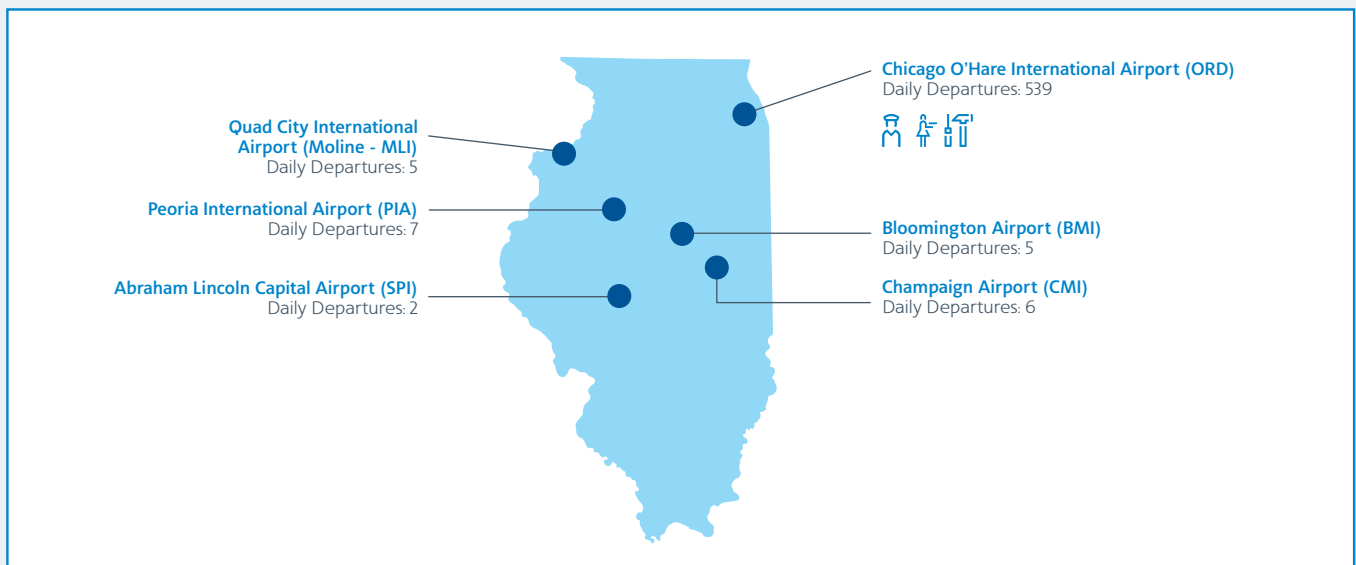 Chicago O'Hare International Airport (ORD)
Daily Departures: 539
Quad City International
Airport (Moline - MLI)
Daily Departures: 5
Peoria International Airport (PIA)
Daily Departures: 7
Bloomington Airport (BMI)
Daily Departures: 5
Abraham Lincoln Capital Airport (SPI)
Daily Departures: 2
Champaign Airport (CMI)
Daily Departures: 6